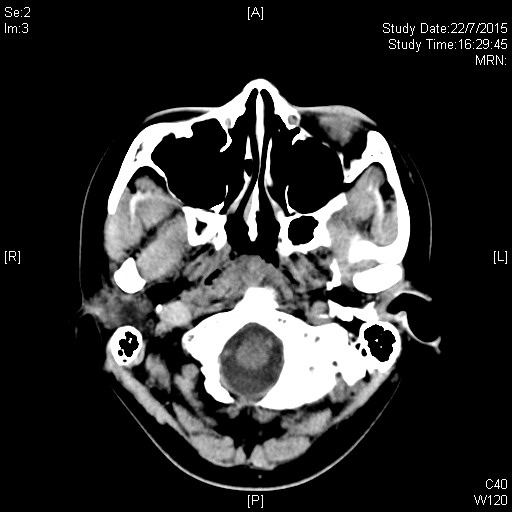 Se:2
Im:3
[A]
Study Date:22/7/2015
Study Time:16:29:45
MRN:
[R]
[L]
[P]
C40
W120